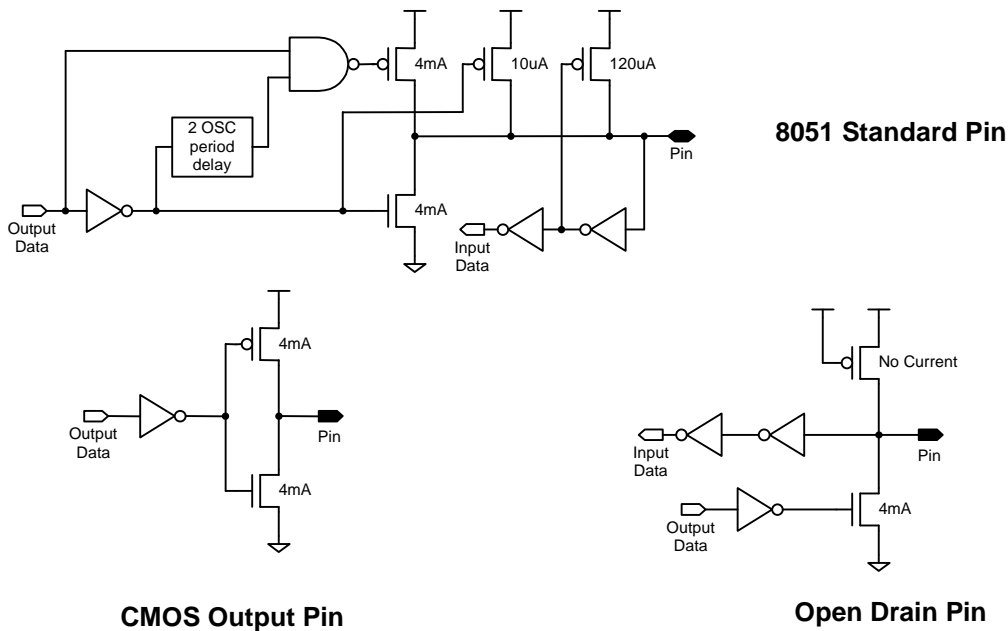 4mA
10uA
120uA
2 OSC
period
delay
8051 Standard Pin
Pin
4mA
Output
Data
Input
Data
4mA
Output
Data
Pin
4mA
CMOS Output Pin
No Current
Input
Data
Pin
Output
Data
4mA
Open Drain Pin